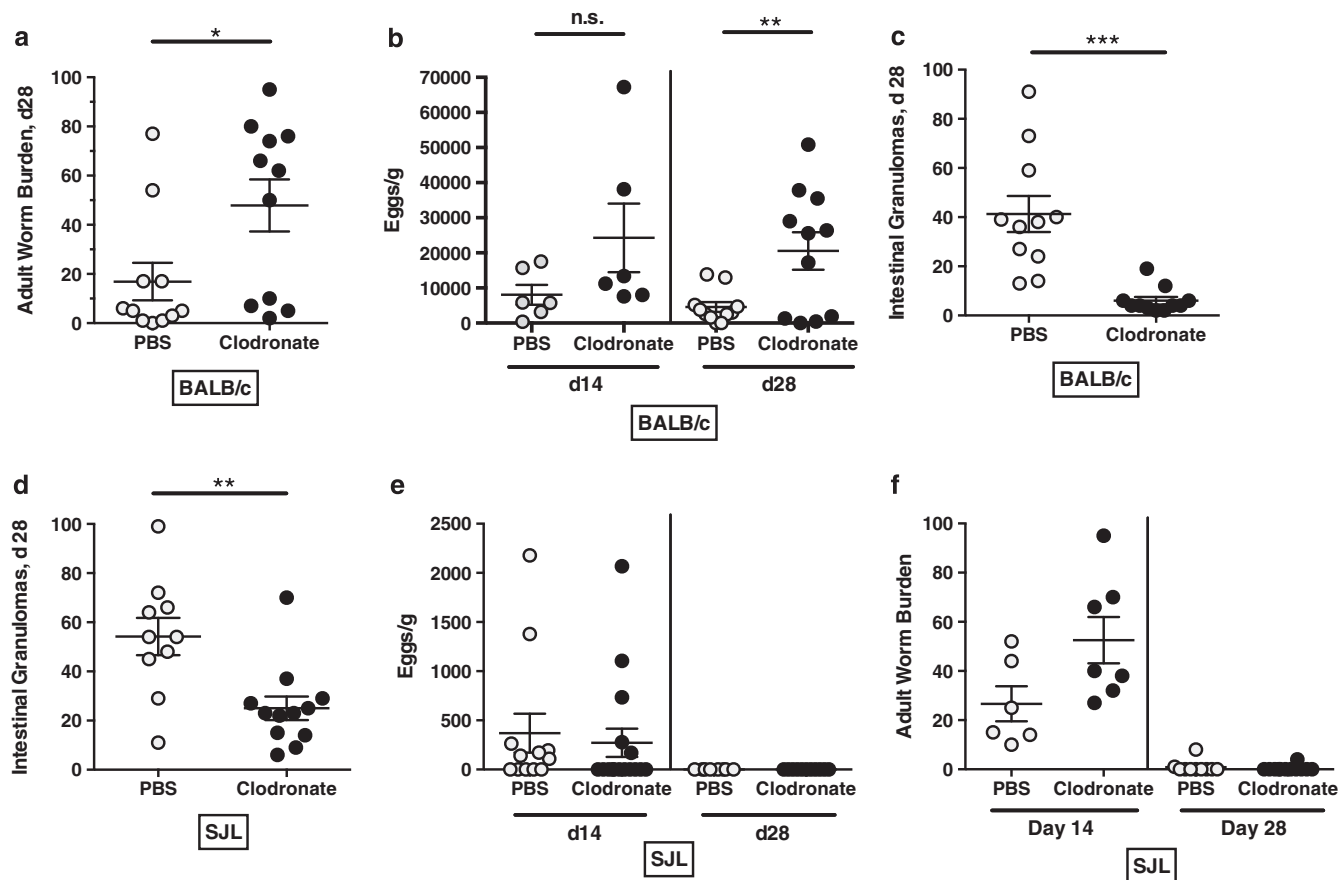 a
*
Adult Worm Burden, d28
100
80
60
40
20
0
PBS
Clodronate
BALB/c
b
n.s.
**
Eggs/g
70000
60000
50000
40000
30000
20000
10000
0
PBS
Clodronate
PBS
Clodronate
d14
d28
BALB/c
c
***
Intestinal Granulomas, d 28
100
80
60
40
20
0
PBS
Clodronate
BALB/c
d
**
Intestinal Granulomas, d 28
100
80
60
40
20
0
PBS
Clodronate
SJL
e
Eggs/g
2500
2000
1500
1000
500
0
PBS
Clodronate
PBS
Clodronate
d14
d28
SJL
f
Adult Worm Burden
100
80
60
40
20
0
PBS
Clodronate
PBS
Clodronate
Day 14
Day 28
SJL